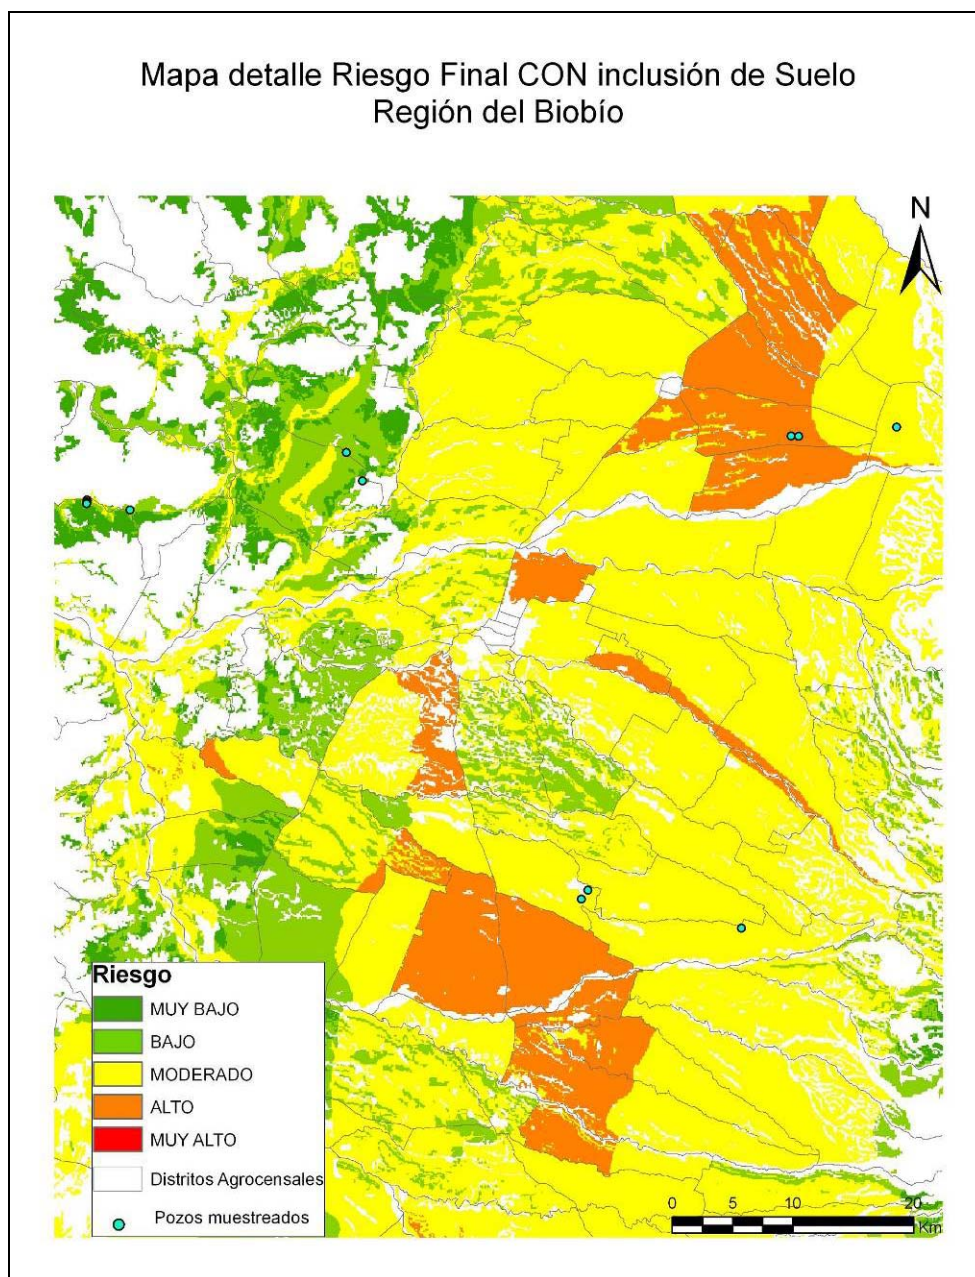 Mapa detalle Riesgo Final CON inclusión de Suelo
Región del Biobío
N
Riesgo
MUY BAJO
BAJO
MODERADO
ALTO
MUY ALTO
Distritos Agrocensales
Pozos muestreados
0 5 10 20
Km